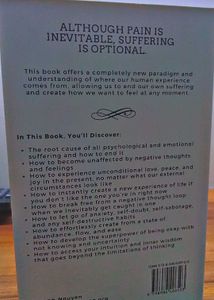 ALTHOUGH PAIN IS
INEVITABLE, SUFFERING
IS OPTIONAL.
This book offers a completely new paradigm and
understanding of where our human experience
comes from, allowing us to end our own suffering
and create how we want to feel at any moment.
In This Book, You'll Discover:
• The root cause of all psychological and emotional
suffering and how to end it
• How to become unaffected by negative thoughts
and feelings
• How to experience unconditional love, peace, and
joy in the present, no matter what our external
circumstances look like
• How to instantly create a new experience of life if
you don't like the one you're in right now
• How to break free from a negative thought loop
when we inevitably get caught in one
• How to let go of anxiety, self-doubt, self-sabotage,
and any self-destructive habits
• How to effortlessly create from a state of
abundance, flow, and ease
• How to develop the superpower of being okay with
not knowing and uncertainty
• How to access your intuition and inner wisdom
that goes beyond the limitations of thinking
Nguyen